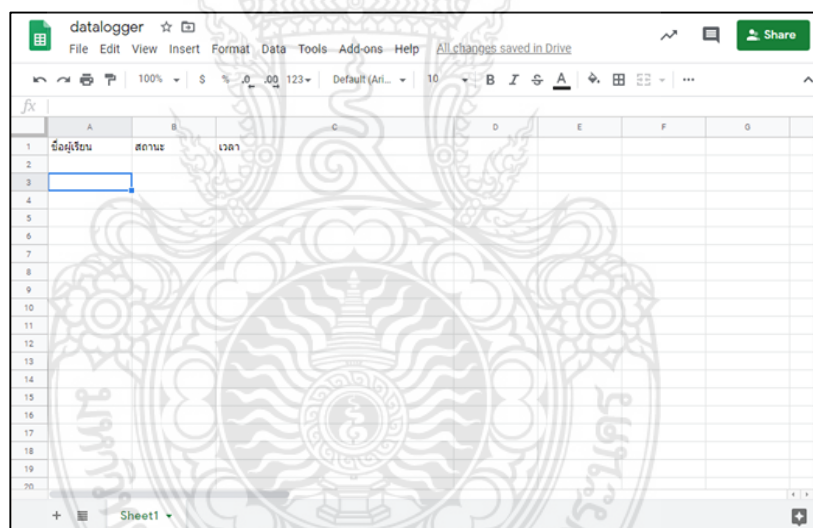 datalogger
File Edit View Insert Format Data Tools Add-ons Help All changes saved in Drive
Share
100% $ % .0 .00 123 Default (Ari... 10 B I S A ...
fx
A B C D E F G
1 ชื่อผู้เรียน สถานะ เวลา
2
3
4
5
6
7
8
9
10
11
12
13
14
15
16
17
18
19
20
+ Sheet1